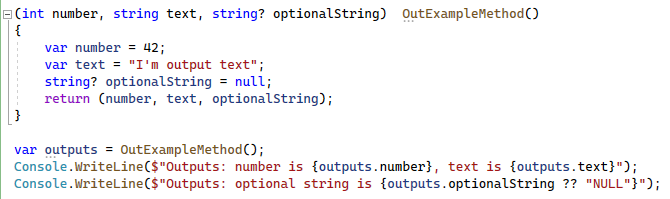 (int number, string text, string? optionalString)  OutExampleMethod()
{
    var number = 42;
    var text = "I'm output text";
    string? optionalString = null;
    return (number, text, optionalString);
}

var outputs = OutExampleMethod();
Console.WriteLine($"Outputs: number is {outputs.number}, text is {outputs.text}");
Console.WriteLine($"Outputs: optional string is {outputs.optionalString ?? "NULL"}");